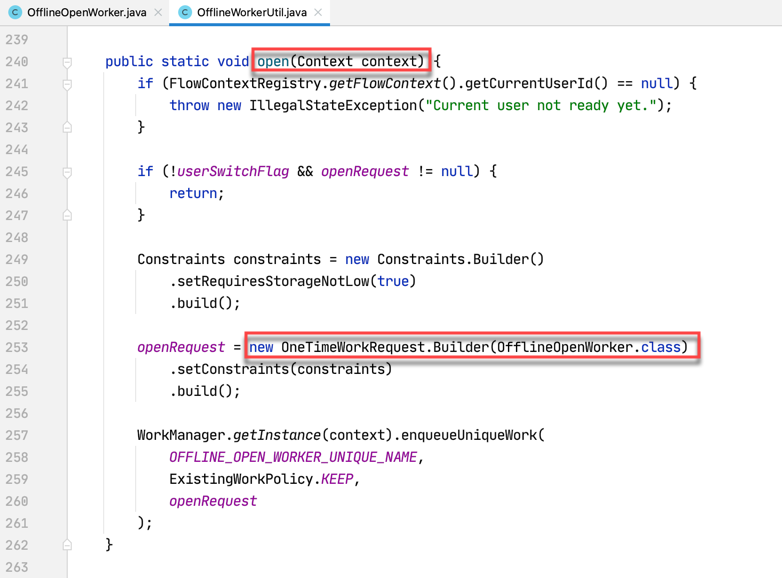 OfflineOpenWorker.java OfflineWorkerUtil.java
239
240 public static void open(Context context) {
241 if (FlowContextRegistry.getFlowContext().getCurrentUserId() == null) {
242 throw new IllegalStateException("Current user not ready yet.");
243 }
244
245 if (!userSwitchFlag && openRequest != null) {
246 return;
247 }
248
249 Constraints constraints = new Constraints.Builder()
250 .setRequiresStorageNotLow(true)
251 .build();
252
253 openRequest = new OneTimeWorkRequest.Builder(OfflineOpenWorker.class)
254 .setConstraints(constraints)
255 .build();
256
257 WorkManager.getInstance(context).enqueueUniqueWork(
258 OFFLINE_OPEN_WORKER_UNIQUE_NAME,
259 ExistingWorkPolicy.KEEP,
260 openRequest
261 );
262 }
263